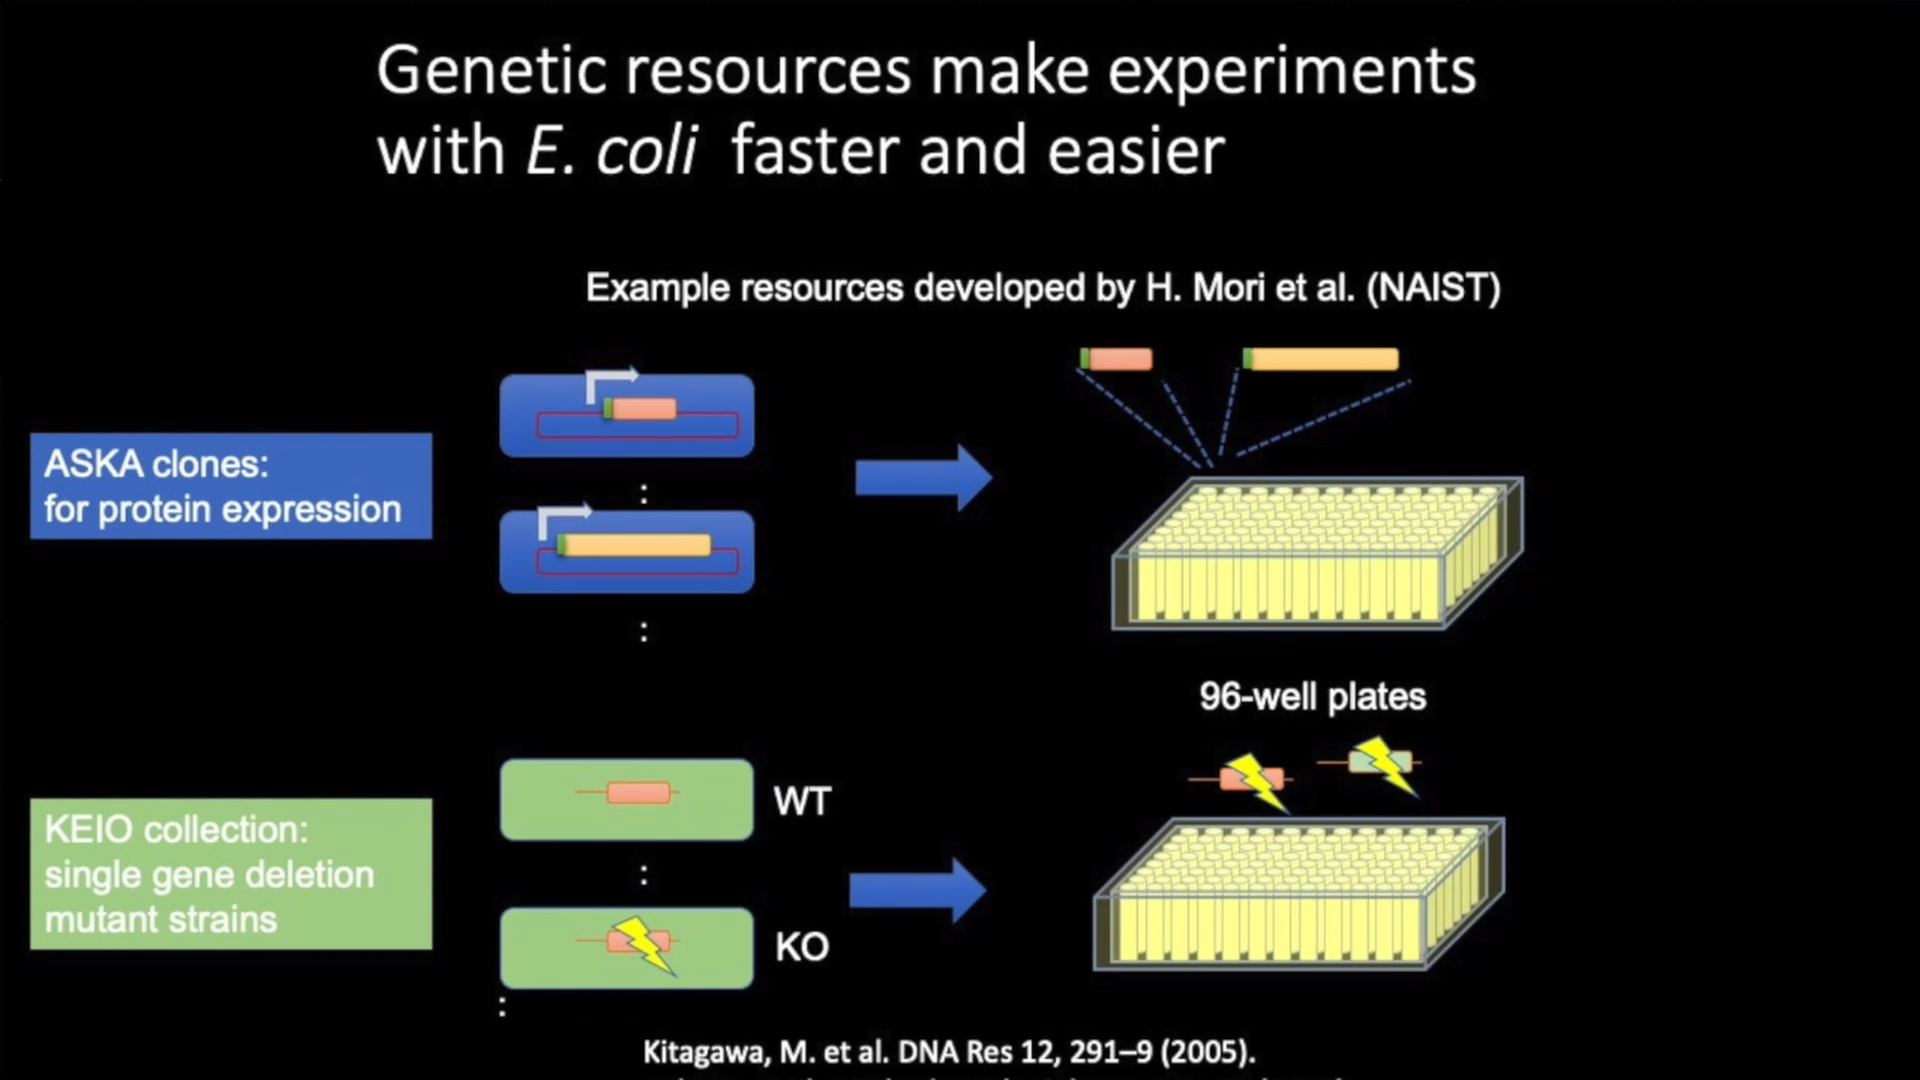 Genetic resources make experiments
with E. coli faster and easier
Example resources developed by H. Mori et al. (NAIST)
ASKA clones:
for protein expression
:
:
96-well plates
KEIO collection:
single gene deletion
mutant strains
WT
:
KO
:
Kitagawa, M. et al. DNA Res 12, 291–9 (2005).